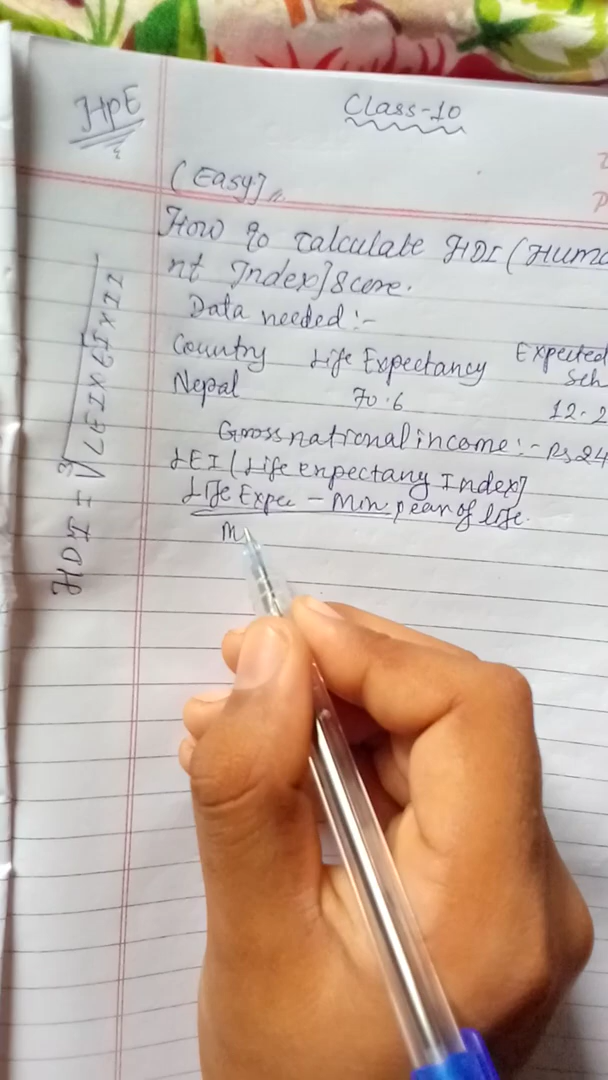 HPE
Class-10
(Easy]
How to calculate HDI (Huma
nt Index] Score.
Data needed :-
Country Life Expectancy Expected
Sch
Nepal 70.6 12.2
Gross national income :- Rs 24
LEI (Life enpectany Index]
Life Expec - Min. year of life
m
HDI = ³√LEI×EI×II